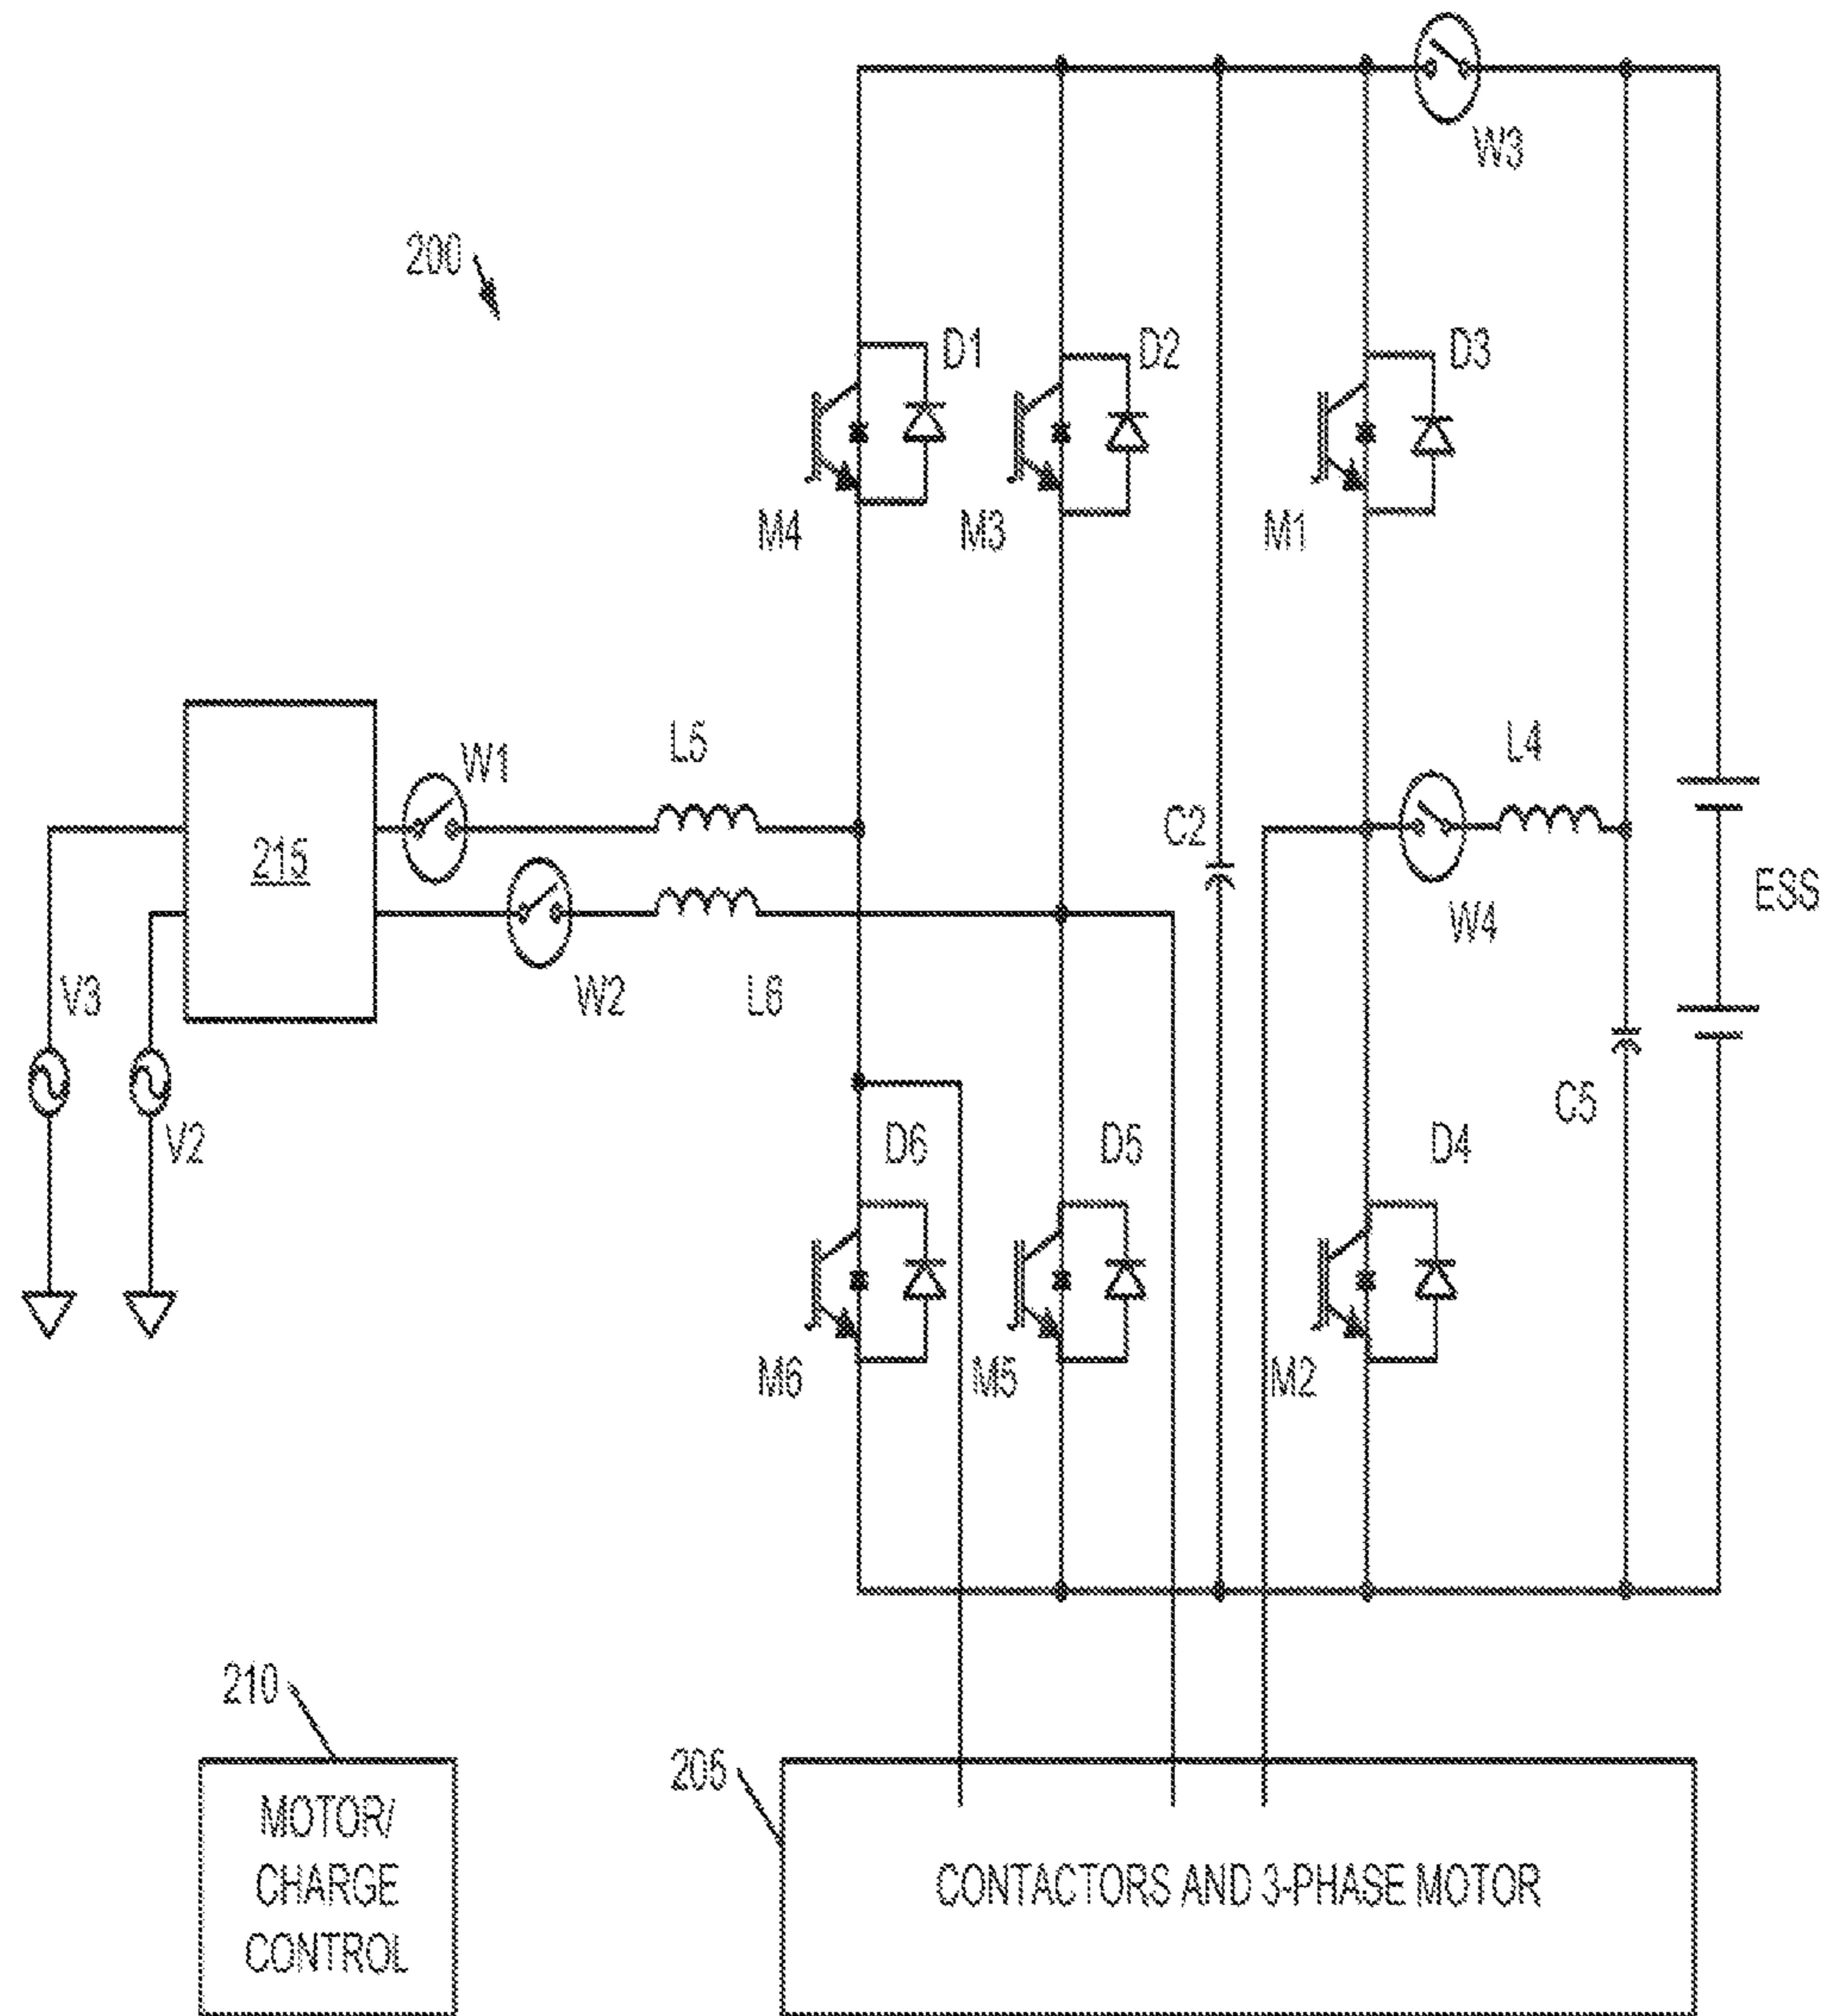 W3
200
D1
D2
D3
M4
M3
M1
W1
L5
L4
215
C2
ESS
W4
V3
W2
L6
V2
C5
D6
D5
D4
M6
M5
M2
210
205
MOTOR/
CHARGE
CONTROL
CONTACTORS AND 3-PHASE MOTOR